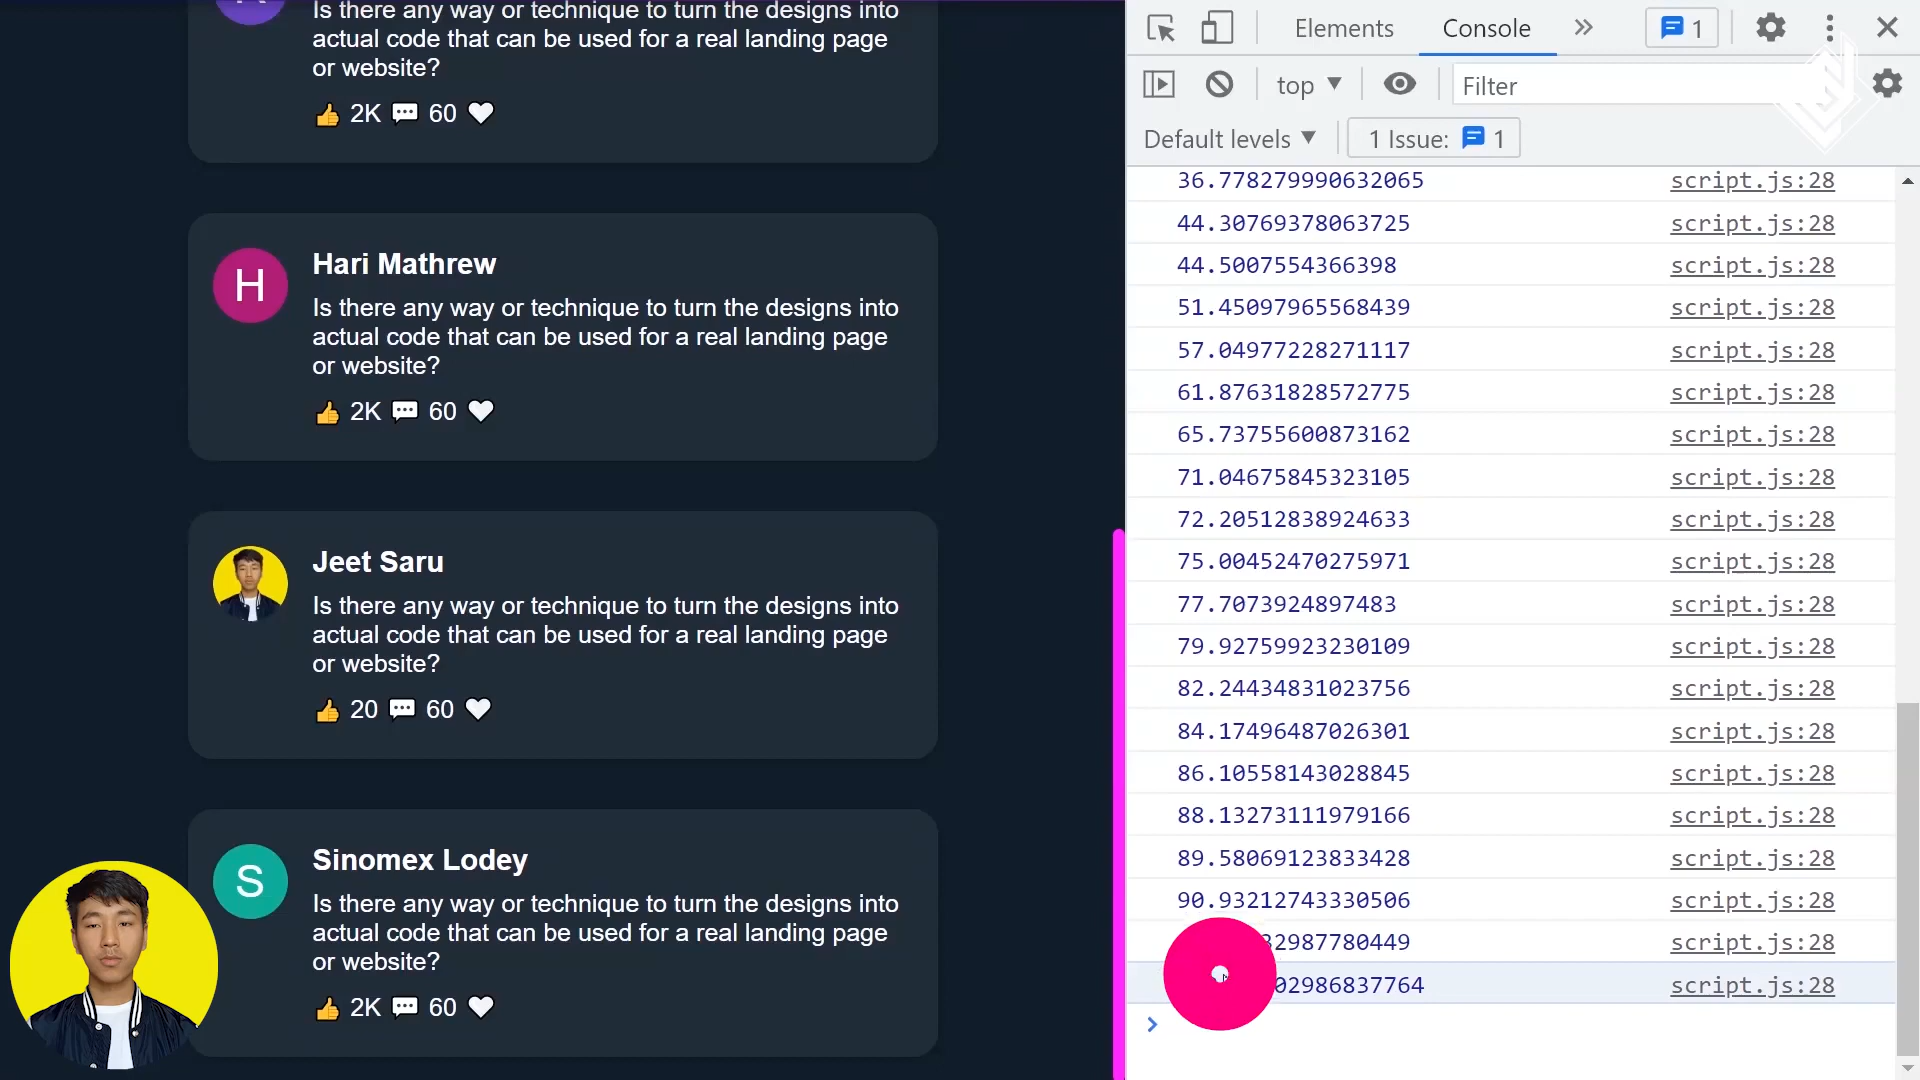 Is there any way or technique to turn the designs into
actual code that can be used for a real landing page
or website?
👍 2K 💬 60 🤍
H
Hari Mathrew
Is there any way or technique to turn the designs into
actual code that can be used for a real landing page
or website?
👍 2K 💬 60 🤍
Jeet Saru
Is there any way or technique to turn the designs into
actual code that can be used for a real landing page
or website?
👍 20 💬 60 🤍
S
Sinomex Lodey
Is there any way or technique to turn the designs into
actual code that can be used for a real landing page
or website?
👍 2K 💬 60 🤍
Elements Console 1
top Filter
Default levels 1 Issue: 1
36.778279990632065 script.js:28
44.30769378063725 script.js:28
44.5007554366398 script.js:28
51.45097965568439 script.js:28
57.04977228271117 script.js:28
61.87631828572775 script.js:28
65.73755600873162 script.js:28
71.04675845323105 script.js:28
72.20512838924633 script.js:28
75.00452470275971 script.js:28
77.7073924897483 script.js:28
79.92759923230109 script.js:28
82.24434831023756 script.js:28
84.17496487026301 script.js:28
86.10558143028845 script.js:28
88.13273111979166 script.js:28
89.58069123833428 script.js:28
90.93212743330506 script.js:28
script.js:28
script.js:28